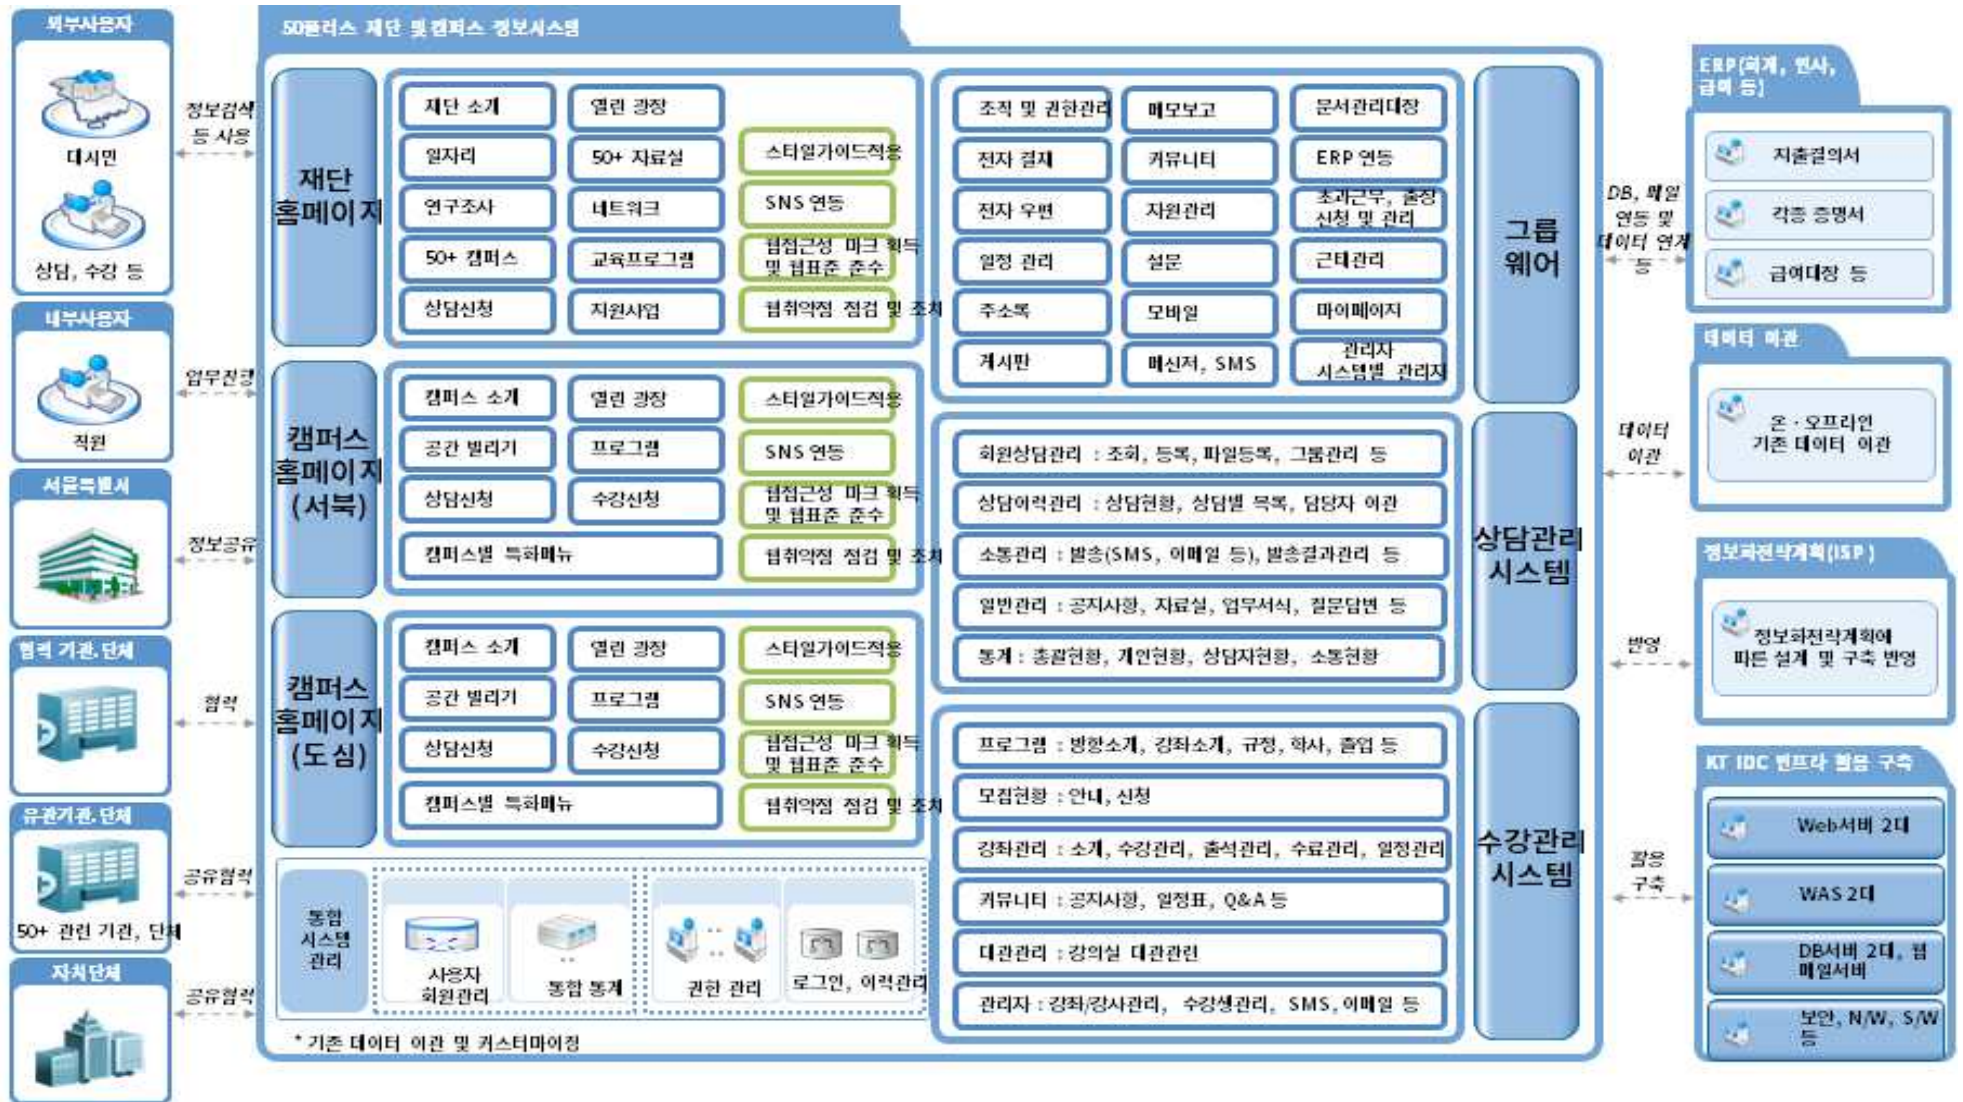 외부사용자
대시민
상담, 수강 등
내부사용자
직원
서울특별시
협력 기관.단체
유관기관.단체
50+ 관련 기관, 단체
자치단체
정보검색
등 사용
업무진행
정보공유
협력
공유협력
공유협력
50플러스 재단 및캠퍼스 정보시스템
재단
홈페이지
재단 소개
열린 광장
일자리
50+ 자료실
스타일가이드적용
연구조사
네트워크
SNS 연동
50+ 캠퍼스
교육프로그램
웹접근성 마크 획득
및 웹표준 준수
상담신청
지원사업
웹취약점 점검 및 조치
캠퍼스
홈페이지
(서북)
캠퍼스 소개
열린 광장
스타일가이드적용
공간 빌리기
프로그램
SNS 연동
상담신청
수강신청
웹접근성 마크 획득
및 웹표준 준수
캠퍼스별 특화메뉴
웹취약점 점검 및 조치
캠퍼스
홈페이지
(도심)
캠퍼스 소개
열린 광장
스타일가이드적용
공간 빌리기
프로그램
SNS 연동
상담신청
수강신청
웹접근성 마크 획득
및 웹표준 준수
캠퍼스별 특화메뉴
웹취약점 점검 및 조치
통합
시스템
관리
사용자
회원관리
통합 통계
권한 관리
로그인, 이력관리
* 기존 데이터 이관 및 커스터마이징
조직 및 권한관리
메모보고
문서관리대장
전자 결재
커뮤니티
ERP 연동
전자 우편
자원관리
초과근무, 출장
신청 및 관리
일정 관리
설문
근태관리
주소록
모바일
마이페이지
게시판
메신저, SMS
관리자
시스템별 관리자
그룹
웨어
회원상담관리 : 조회, 등록, 파일등록, 그룹관리 등
상담이력관리 : 상담현황, 상담별 목록, 담당자 이관
소통관리 : 발송(SMS, 이메일 등), 발송결과관리 등
일반관리 : 공지사항, 자료실, 업무서식, 질문답변 등
통계 : 총괄현황, 개인현황, 상담자현황, 소통현황
상담관리
시스템
프로그램 : 방향소개, 강좌소개, 규정, 학사, 졸업 등
모집현황 : 안내, 신청
강좌관리 : 소개, 수강관리, 출석관리, 수료관리, 일정관리
커뮤니티 : 공지사항, 일정표, Q&A 등
대관관리 : 강의실 대관관련
관리자 : 강좌/강사관리, 수강생관리, SMS, 이메일 등
수강관리
시스템
DB, 메일
연동 및
데이터 연계
등
데이터
이관
반영
활용
구축
ERP(회계, 인사,
급여 등)
지출결의서
각종 증명서
급여대장 등
데이터 이관
온 · 오프라인
기존 데이터 이관
정보화전략계획(ISP)
정보화전략계획에
따른 설계 및 구축 반영
KT IDC 인프라 활용 구축
Web서버 2대
WAS 2대
DB서버 2대, 웹
메일서버
보안, N/W, S/W
등